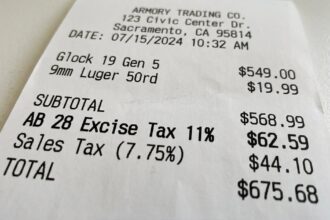 ARMORY TRADING CO.
123 Civic Center Dr.
Sacramento, CA 95814
DATE: 07/15/2024 10:32 AM
Glock 19 Gen 5 $549.00
9mm Luger 50rd $19.99
SUBTOTAL $568.99
AB 28 Excise Tax 11% $62.59
Sales Tax (7.75%) $44.10
TOTAL $675.68